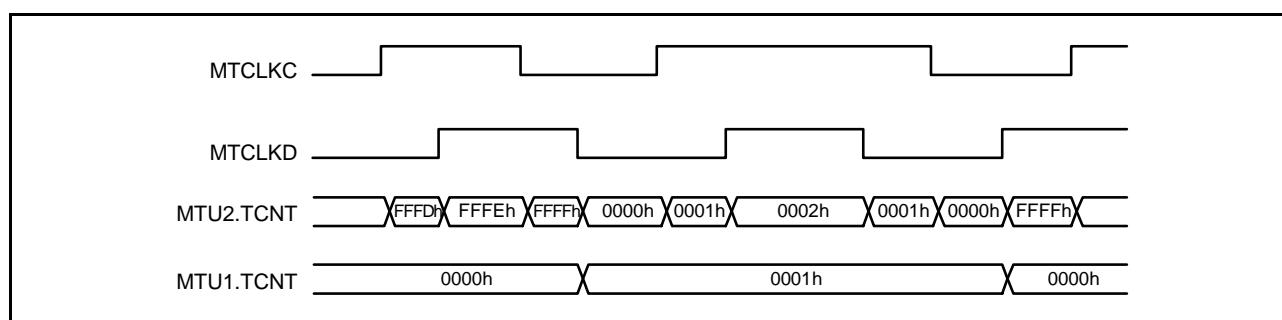 MTCLKC
MTCLKD
MTU2.TCNT FFFDh FFFEh FFFFh 0000h 0001h 0002h 0001h 0000h FFFFh
MTU1.TCNT 0000h 0001h 0000h